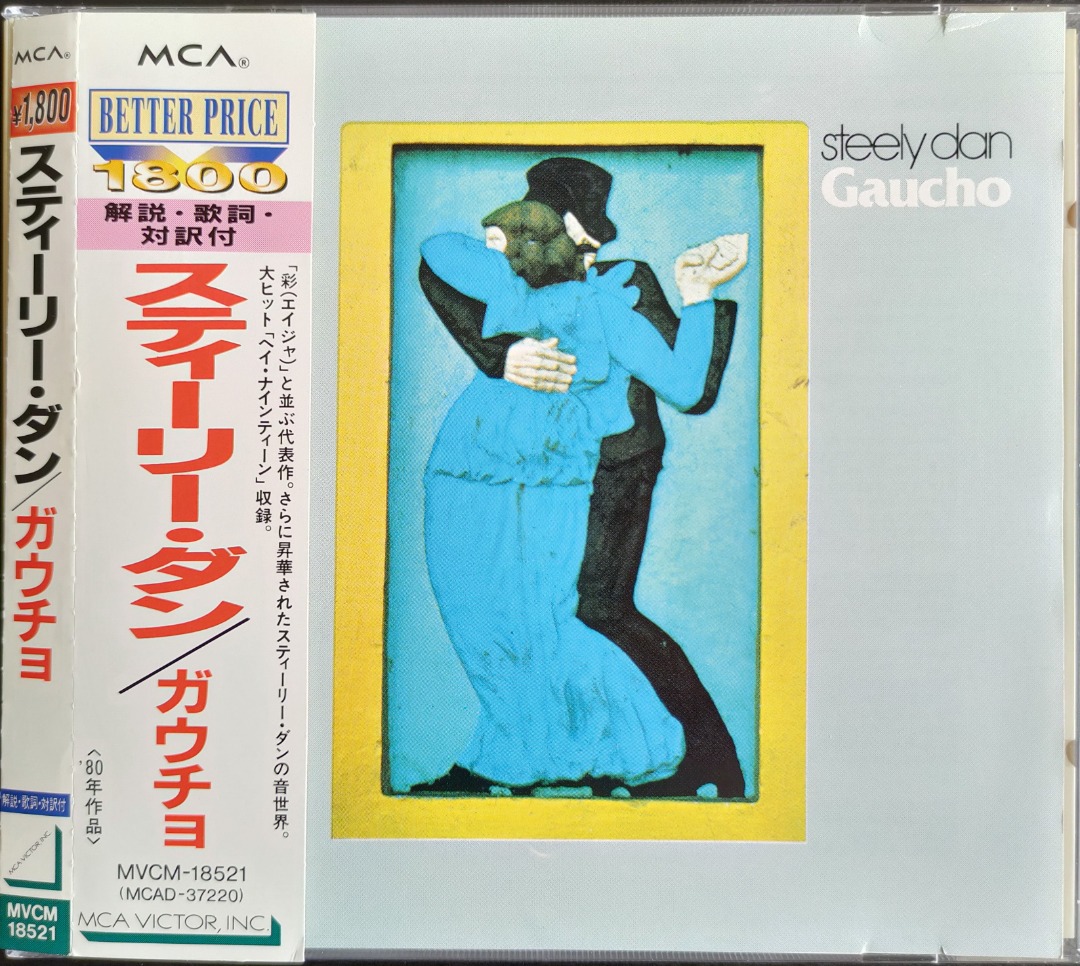 MCA®
¥1,800
スティーリー・ダン/ガウチョ
解説・歌詞・対訳付
MCA VICTOR, INC.
MVCM
18521
MCA®
BETTER PRICE
1800
解説・歌詞・
対訳付
「彩(エイジャ)」と並ぶ代表作。さらに昇華されたスティーリー・ダンの音世界。
大ヒット「ヘイ・ナインティーン」収録。
スティーリー・ダン/ガウチョ
〈'80年作品〉
MVCM-18521
(MCAD-37220)
MCA VICTOR, INC.
steely dan
Gaucho